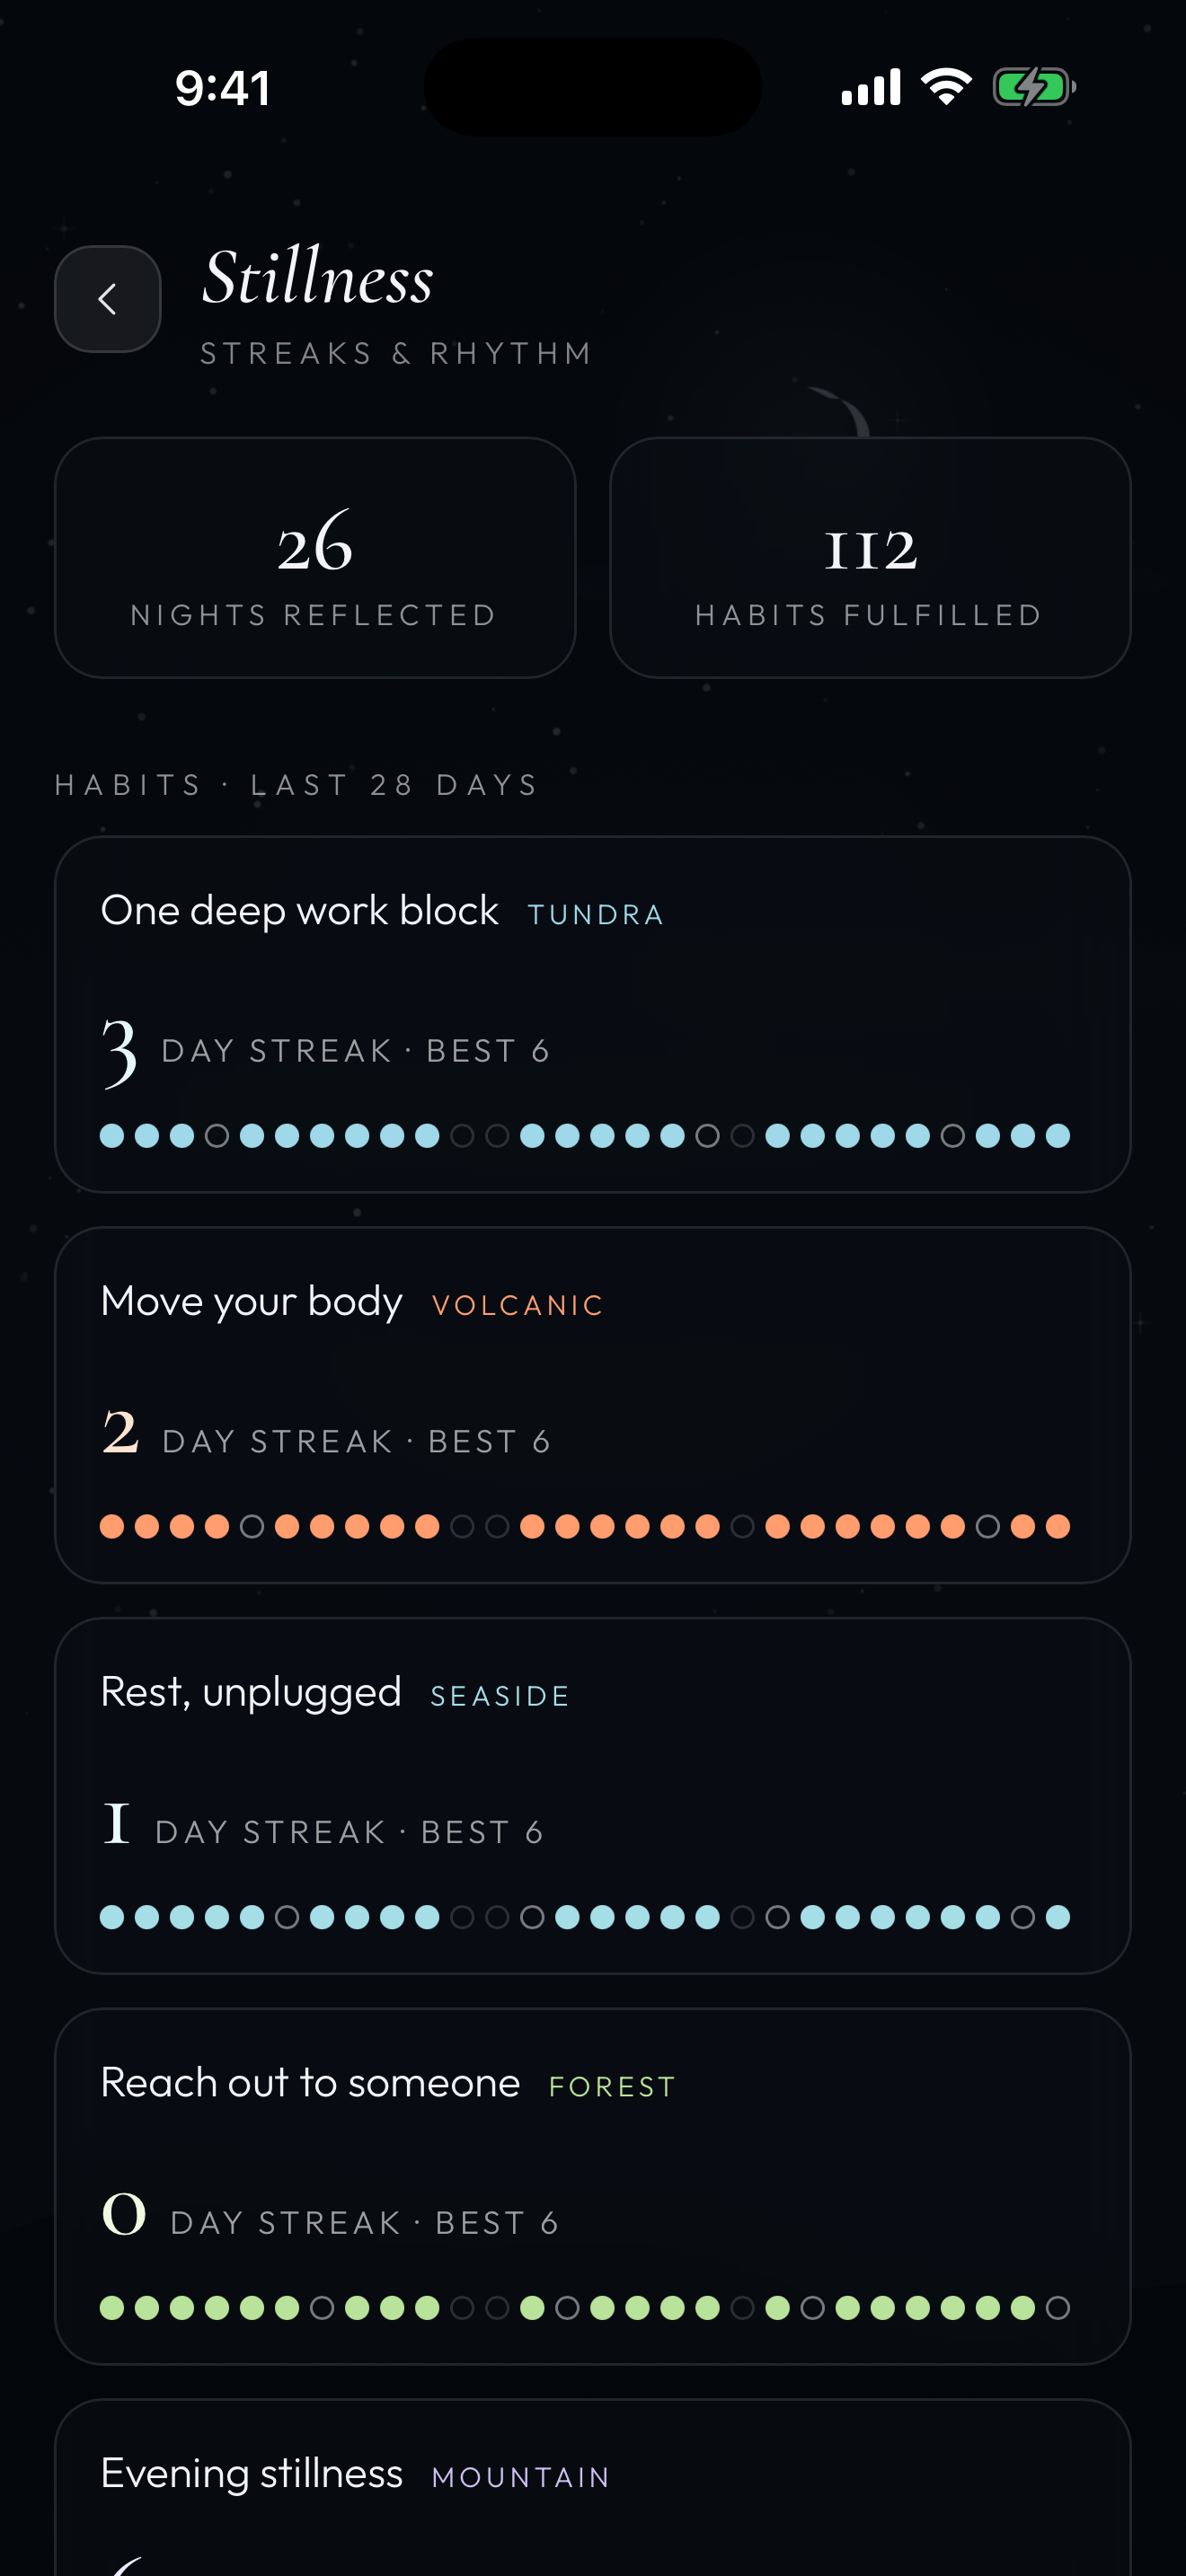 9:41
Stillness
STREAKS & RHYTHM
26
NIGHTS REFLECTED
112
HABITS FULFILLED
HABITS · LAST 28 DAYS
One deep work block TUNDRA
3 DAY STREAK · BEST 6
Move your body VOLCANIC
2 DAY STREAK · BEST 6
Rest, unplugged SEASIDE
1 DAY STREAK · BEST 6
Reach out to someone FOREST
0 DAY STREAK · BEST 6
Evening stillness MOUNTAIN